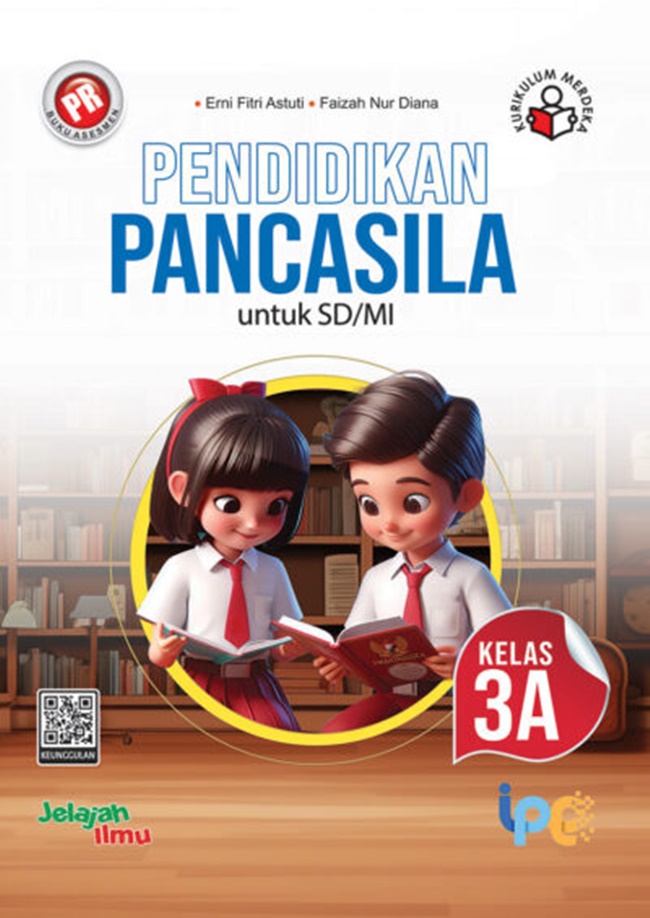 PR
BUKU ASESMEN
• Erni Fitri Astuti • Faizah Nur Diana
KURIKULUM MERDEKA
PENDIDIKAN
PANCASILA
untuk SD/MI
PANCASILA
KELAS
3A
KEUNGGULAN
Jelajah
Ilmu
ipe